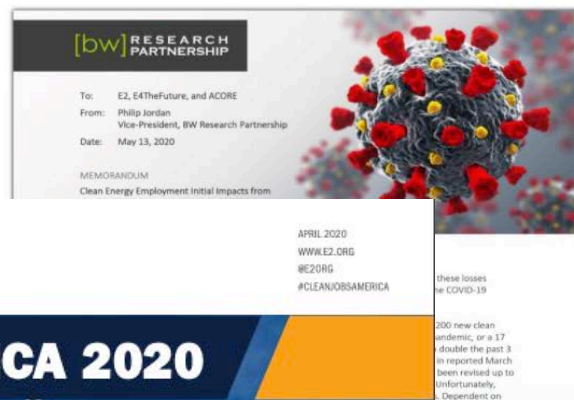 [bw] RESEARCH
PARTNERSHIP
To: E2, E4TheFuture, and ACORE
From: Philip Jordan
Vice-President, BW Research Partnership
Date: May 13, 2020
MEMORANDUM
Clean Energy Employment Initial Impacts from
APRIL 2020
WWW.E2.ORG
@E2ORG
#CLEANJOBSAMERICA
these losses
COVID-19
200 new clean
andemic, or a 17
double the past 3
in reported March
been revised up to
Unfortunately,
Dependent on
CA 2020